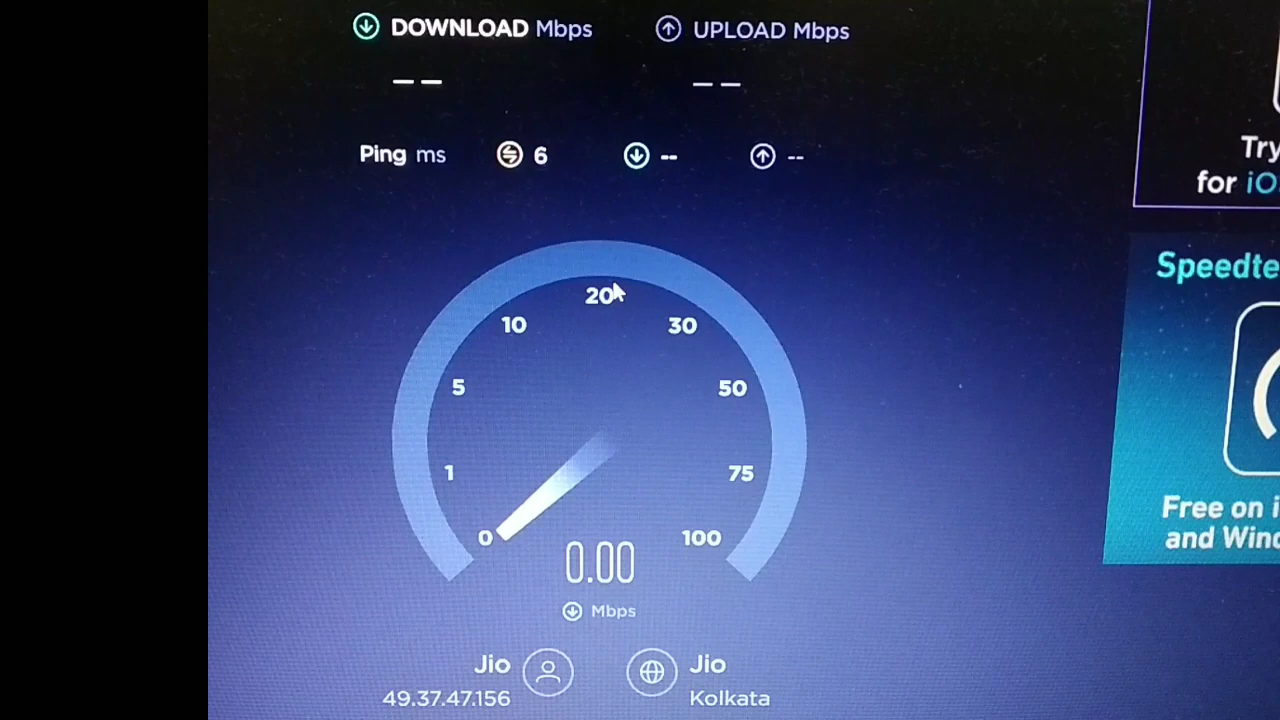 DOWNLOAD Mbps
UPLOAD Mbps
— —
— —
Ping ms 6 -- --
Try
for iO
Speedte
20
10
30
5
50
1
75
0
100
0.00
Mbps
Free on i
and Wind
Jio
49.37.47.156
Jio
Kolkata